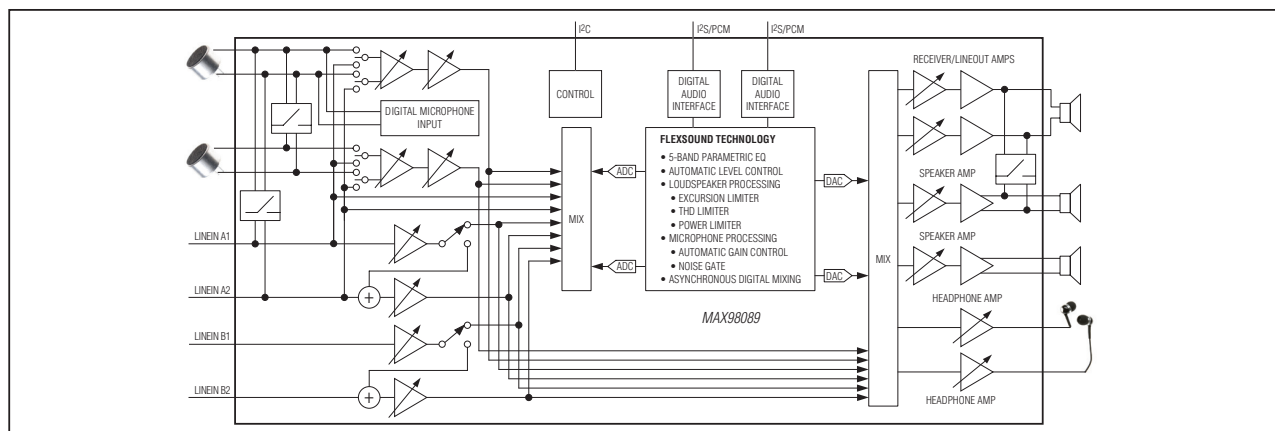 I²C
I²S/PCM
I²S/PCM
RECEIVER/LINEOUT AMPS
CONTROL
DIGITAL
AUDIO
INTERFACE
DIGITAL
AUDIO
INTERFACE
DIGITAL MICROPHONE
INPUT
FLEXSOUND TECHNOLOGY
• 5-BAND PARAMETRIC EQ
• AUTOMATIC LEVEL CONTROL
• LOUDSPEAKER PROCESSING
• EXCURSION LIMITER
• THD LIMITER
• POWER LIMITER
• MICROPHONE PROCESSING
• AUTOMATIC GAIN CONTROL
• NOISE GATE
• ASYNCHRONOUS DIGITAL MIXING
ADC
ADC
DAC
DAC
MIX
MIX
SPEAKER AMP
SPEAKER AMP
LINEIN A1
LINEIN A2
+
LINEIN B1
LINEIN B2
+
MAX98089
HEADPHONE AMP
HEADPHONE AMP